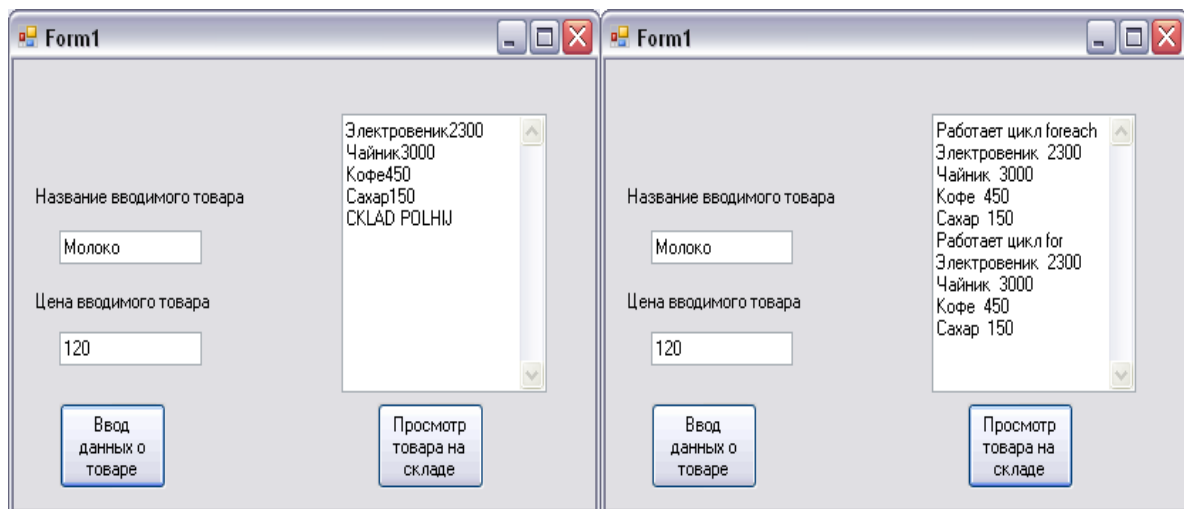 Form1
Электровеник2300
Чайник3000
Кофе450
Сахар150
CKLAD POLHIJ
Название вводимого товара
Молоко
Цена вводимого товара
120
Ввод
данных о
товаре
Просмотр
товара на
складе
Form1
Работает цикл foreach
Электровеник 2300
Чайник 3000
Кофе 450
Сахар 150
Работает цикл for
Электровеник 2300
Чайник 3000
Кофе 450
Сахар 150
Название вводимого товара
Молоко
Цена вводимого товара
120
Ввод
данных о
товаре
Просмотр
товара на
складе